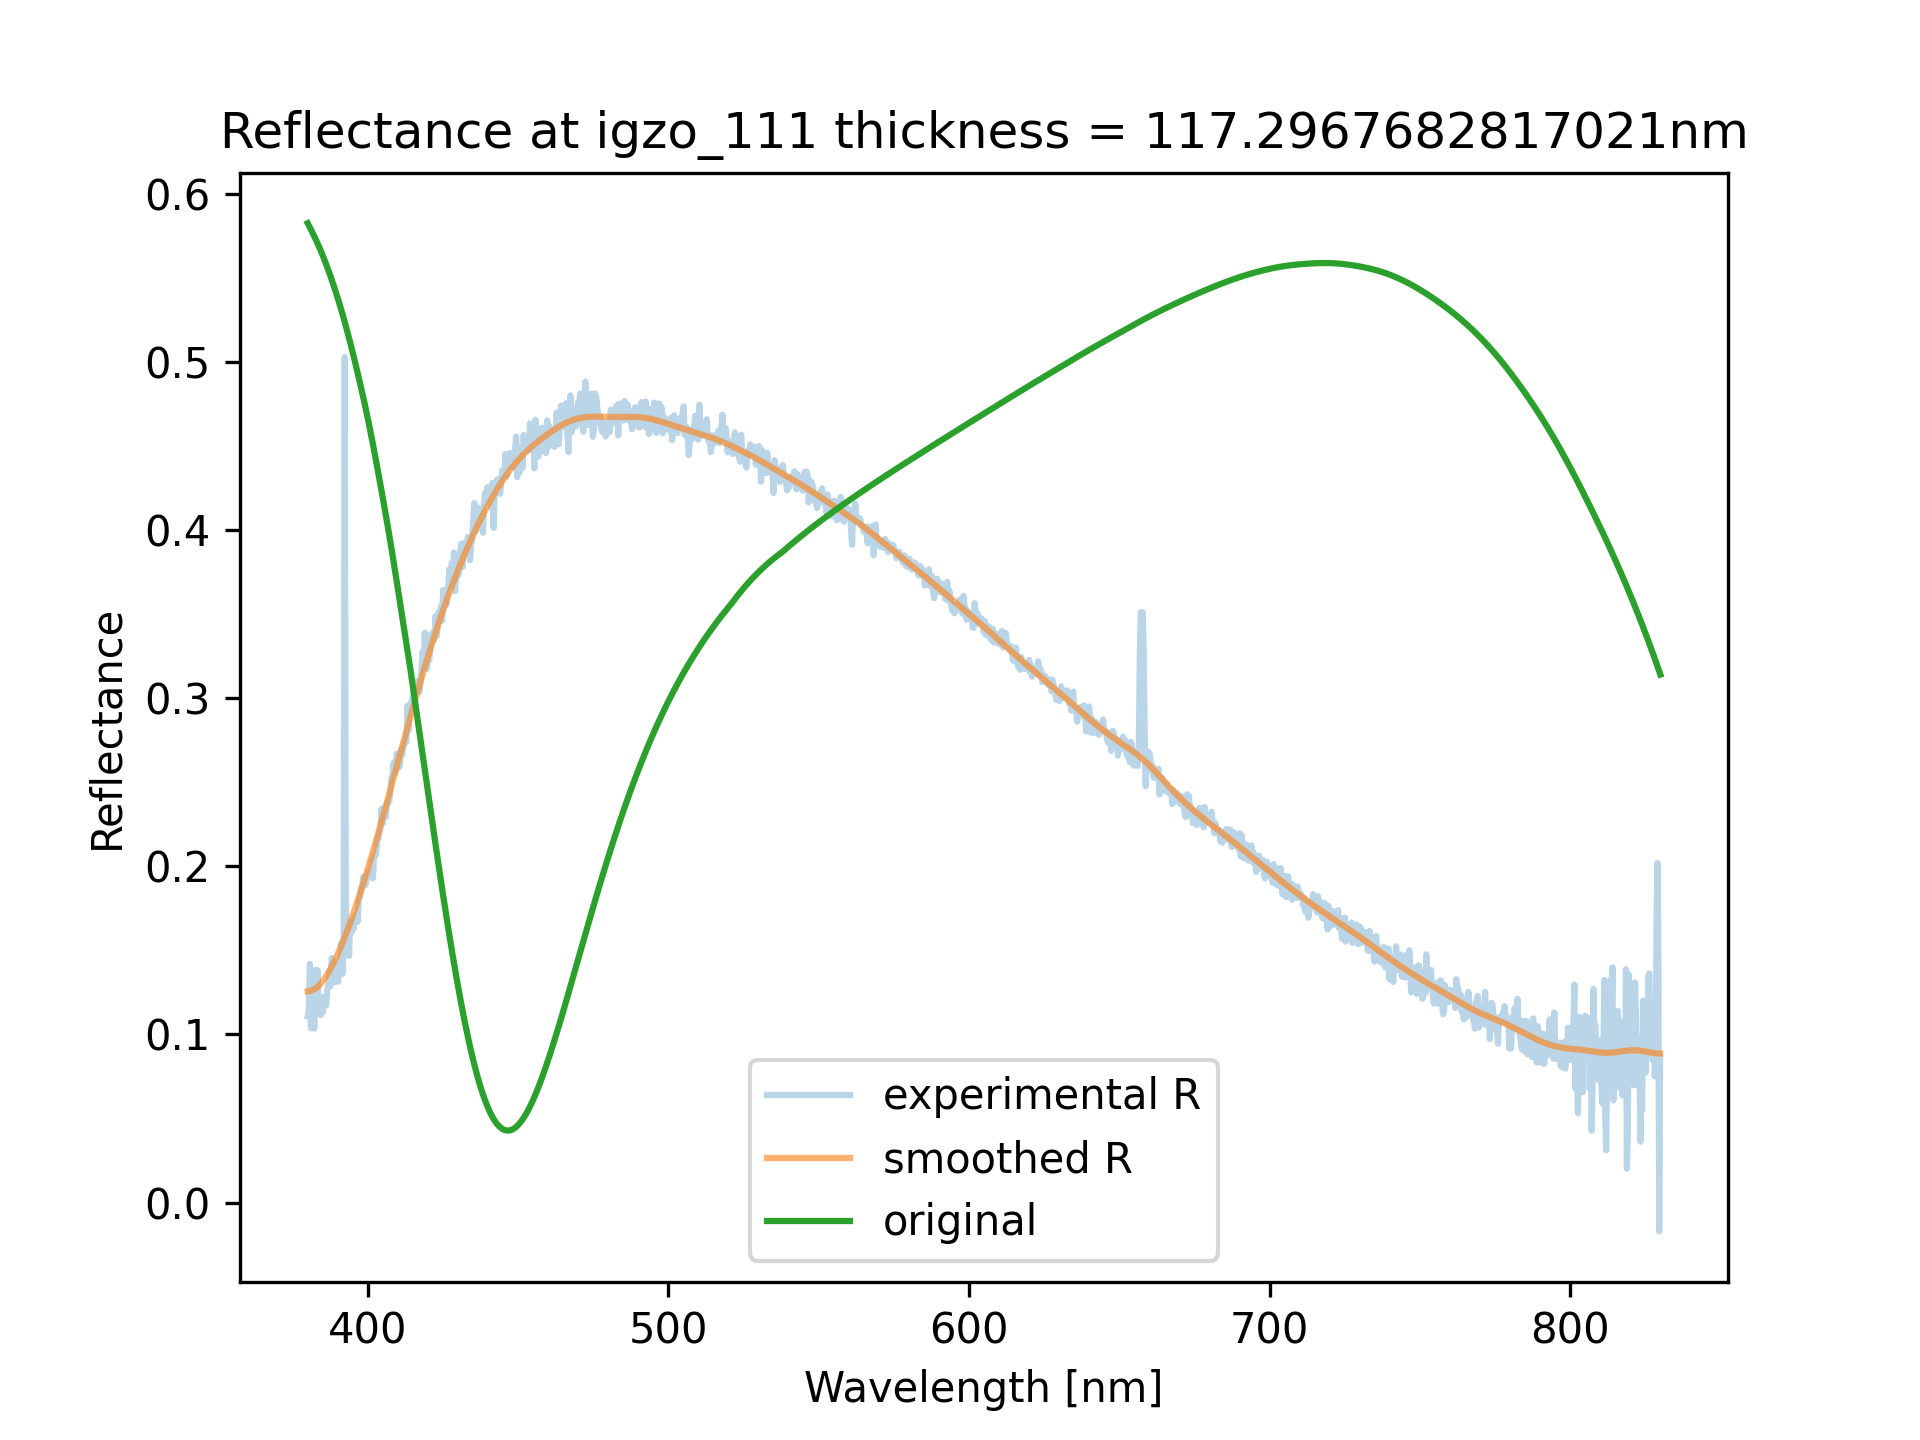 Reflectance at igzo_111 thickness = 117.2967682817021nm
0.6
0.5
0.4
0.3
0.2
0.1
0.0
Reflectance
experimental R
smoothed R
original
400
500
600
700
800
Wavelength [nm]